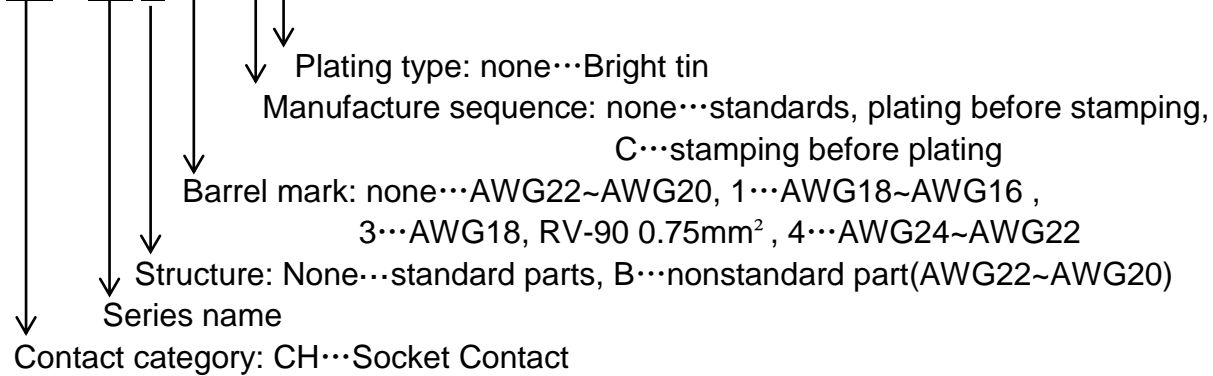 Plating type: none⋯Bright tin
Manufacture sequence: none⋯standards, plating before stamping,
C⋯stamping before plating
Barrel mark: none⋯AWG22~AWG20, 1⋯AWG18~AWG16 ,
3⋯AWG18, RV-90 0.75mm² , 4⋯AWG24~AWG22
Structure: None⋯standard parts, B⋯nonstandard part(AWG22~AWG20)
Series name
Contact category: CH⋯Socket Contact